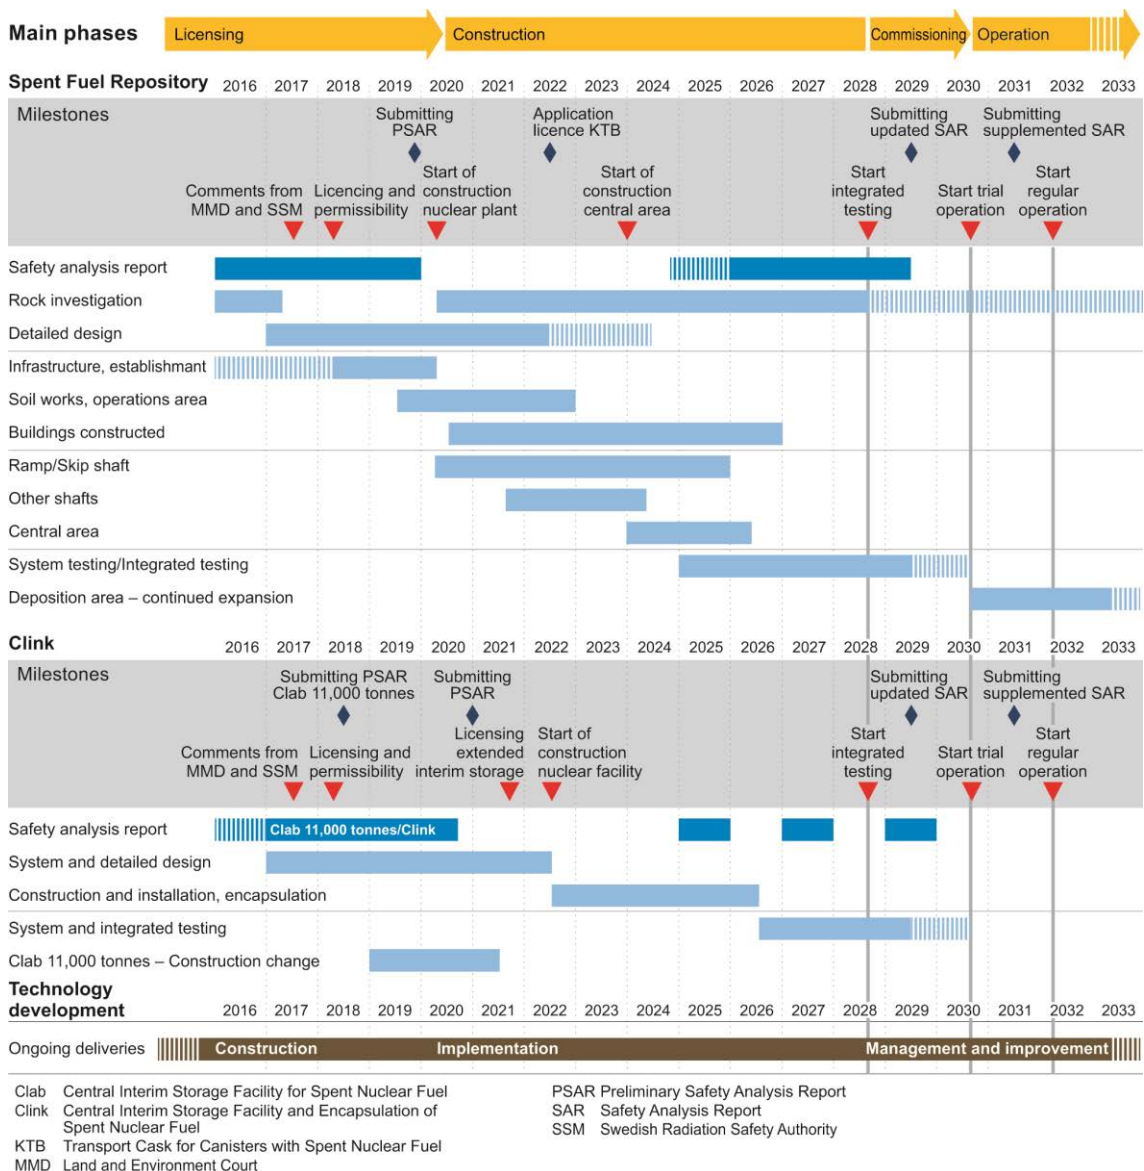 Main phases
Licensing
Construction
Commissioning
Operation
Spent Fuel Repository
2016 2017 2018 2019 2020 2021 2022 2023 2024 2025 2026 2027 2028 2029 2030 2031 2032 2033
Milestones
Submitting
PSAR
Application
licence KTB
Submitting
updated SAR
Submitting
supplemented SAR
Comments from
MMD and SSM
Licencing and
permissibility
Start of
construction
nuclear plant
Start of
construction
central area
Start
integrated
testing
Start trial
operation
Start
regular
operation
Safety analysis report
Rock investigation
Detailed design
Infrastructure, establishmant
Soil works, operations area
Buildings constructed
Ramp/Skip shaft
Other shafts
Central area
System testing/Integrated testing
Deposition area – continued expansion
Clink
2016 2017 2018 2019 2020 2021 2022 2023 2024 2025 2026 2027 2028 2029 2030 2031 2032 2033
Milestones
Submitting PSAR
Clab 11,000 tonnes
Submitting
PSAR
Submitting
updated SAR
Submitting
supplemented SAR
Comments from
MMD and SSM
Licensing and
permissibility
Licensing
extended
interim storage
Start of
construction
nuclear facility
Start
integrated
testing
Start trial
operation
Start
regular
operation
Safety analysis report
Clab 11,000 tonnes/Clink
System and detailed design
Construction and installation, encapsulation
System and integrated testing
Clab 11,000 tonnes – Construction change
Technology
development
2016 2017 2018 2019 2020 2021 2022 2023 2024 2025 2026 2027 2028 2029 2030 2031 2032 2033
Ongoing deliveries
Construction
Implementation
Management and improvement
Clab Central Interim Storage Facility for Spent Nuclear Fuel
Clink Central Interim Storage Facility and Encapsulation of
Spent Nuclear Fuel
KTB Transport Cask for Canisters with Spent Nuclear Fuel
MMD Land and Environment Court
PSAR Preliminary Safety Analysis Report
SAR Safety Analysis Report
SSM Swedish Radiation Safety Authority